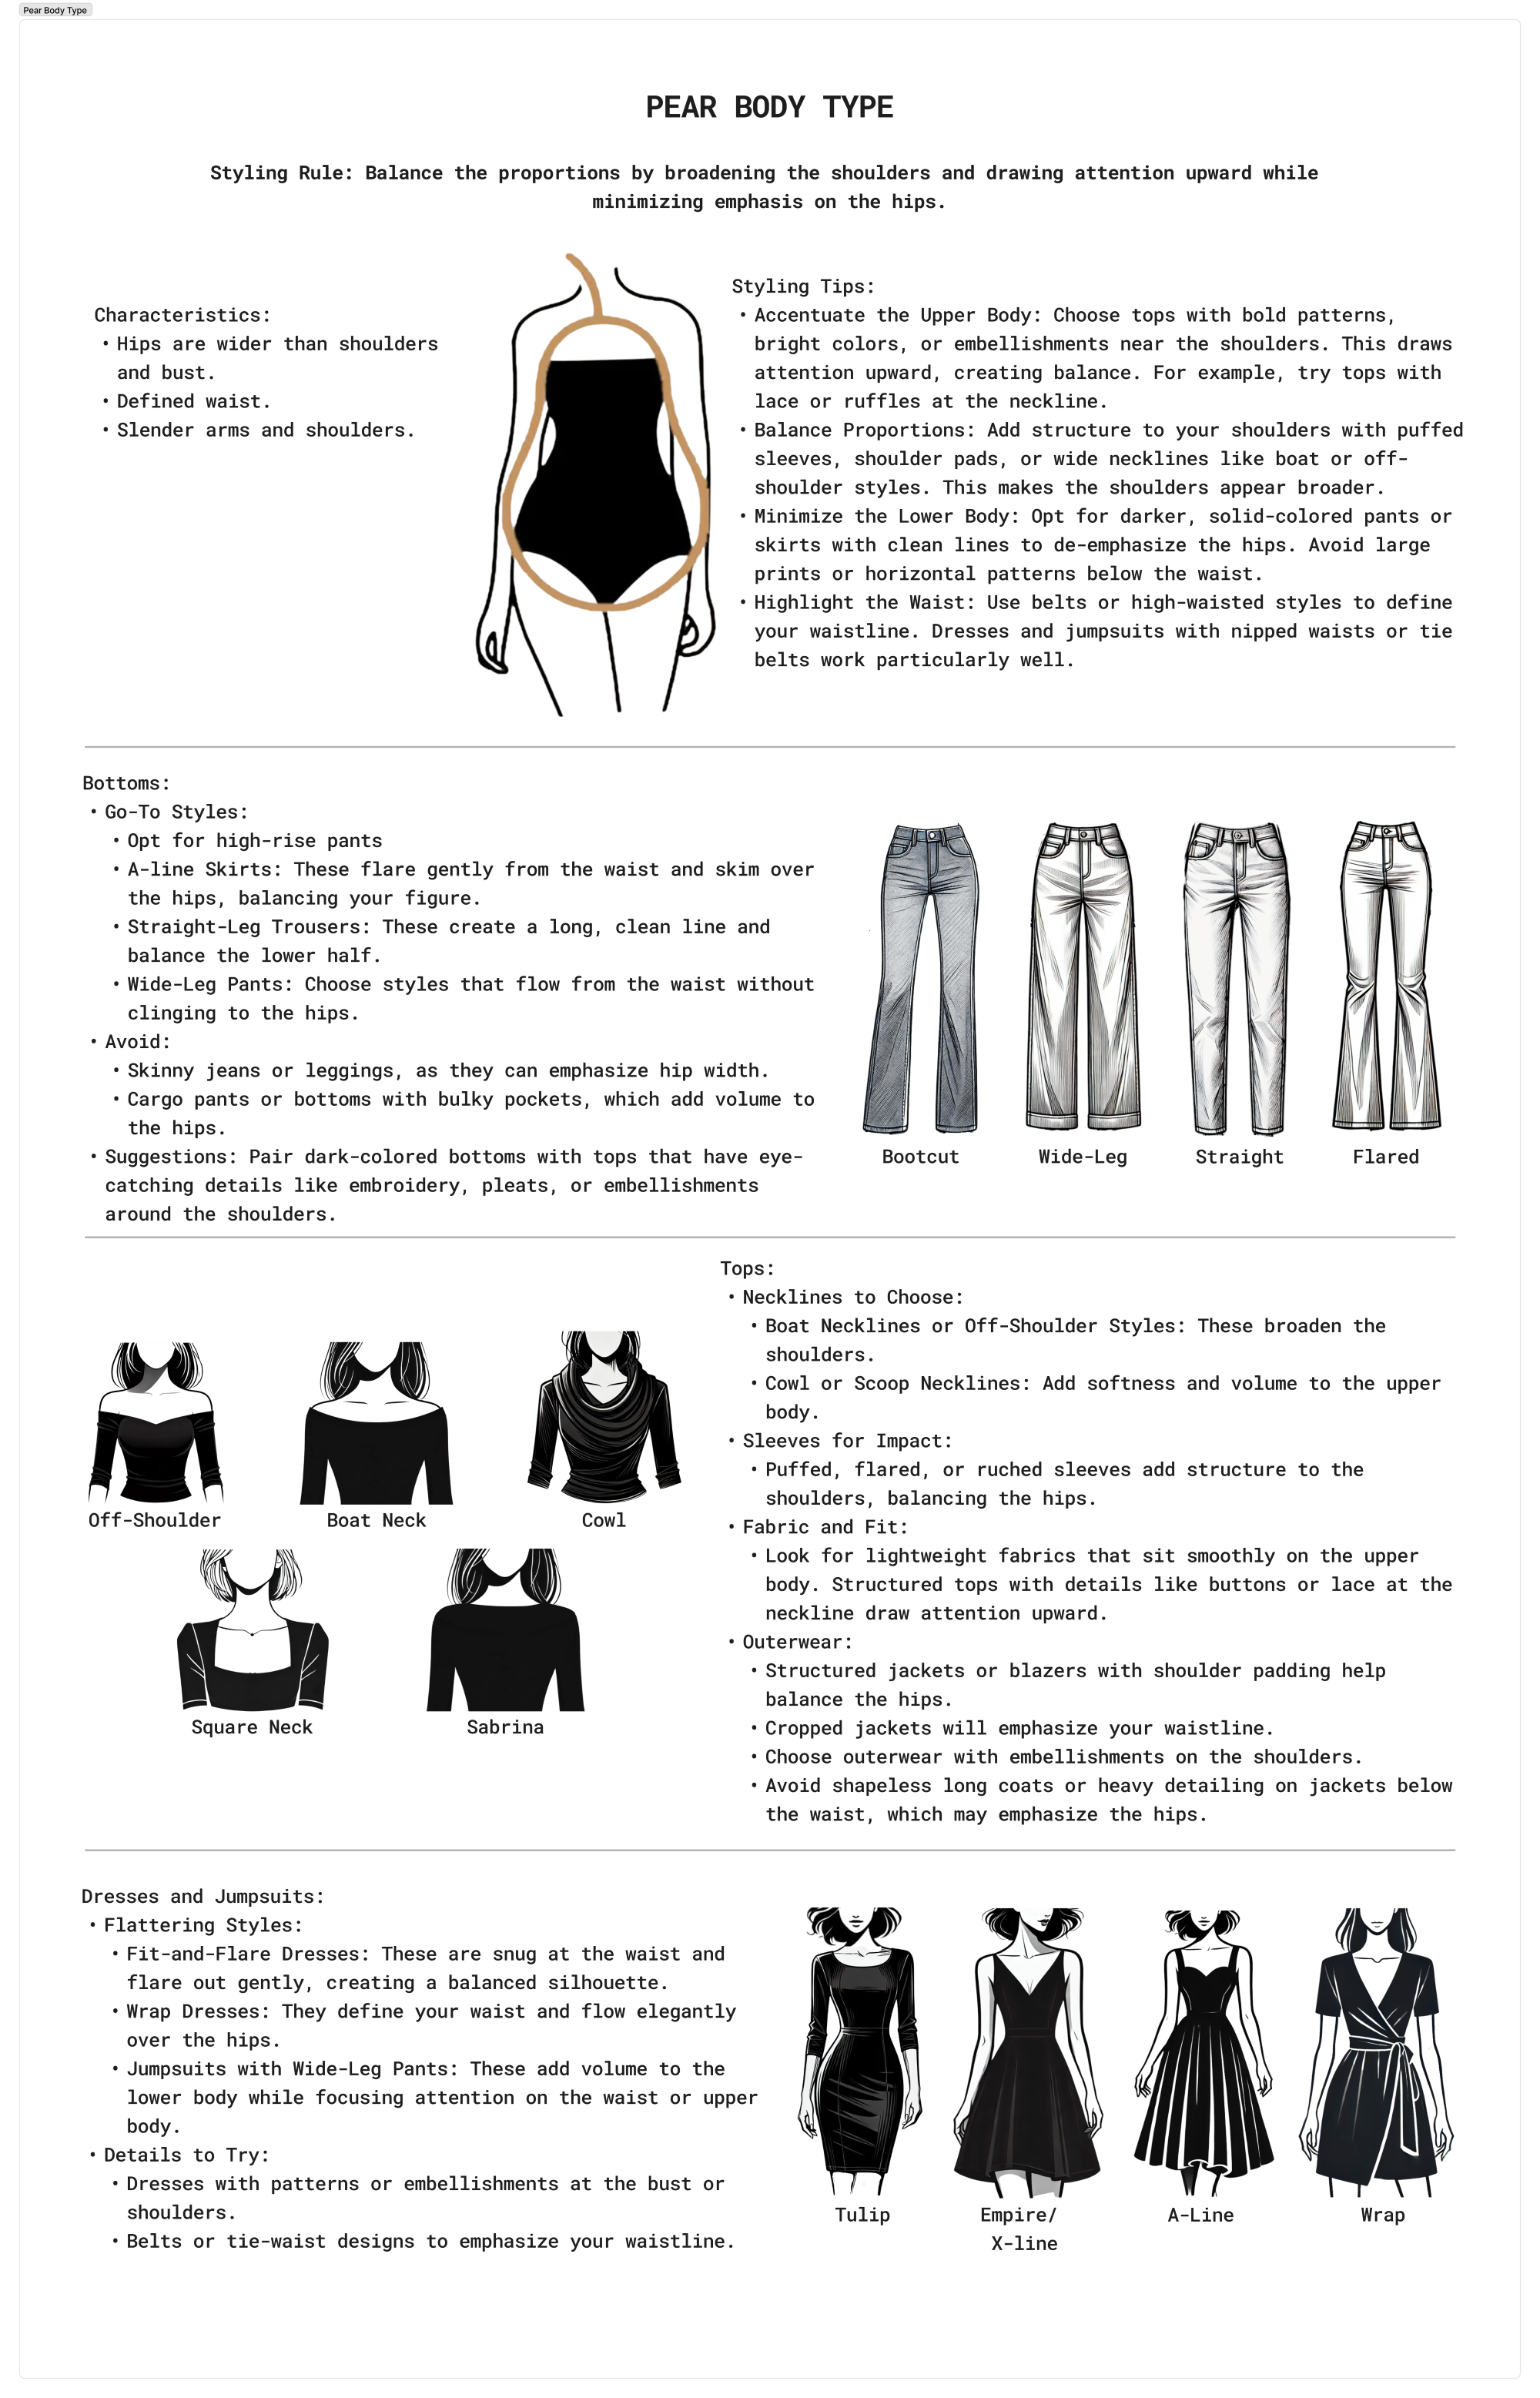 Pear Body Type
PEAR BODY TYPE
Styling Rule: Balance the proportions by broadening the shoulders and drawing attention upward while
minimizing emphasis on the hips.
Characteristics:
• Hips are wider than shoulders
and bust.
• Defined waist.
• Slender arms and shoulders.
Styling Tips:
• Accentuate the Upper Body: Choose tops with bold patterns,
bright colors, or embellishments near the shoulders. This draws
attention upward, creating balance. For example, try tops with
lace or ruffles at the neckline.
• Balance Proportions: Add structure to your shoulders with puffed
sleeves, shoulder pads, or wide necklines like boat or off-
shoulder styles. This makes the shoulders appear broader.
• Minimize the Lower Body: Opt for darker, solid-colored pants or
skirts with clean lines to de-emphasize the hips. Avoid large
prints or horizontal patterns below the waist.
• Highlight the Waist: Use belts or high-waisted styles to define
your waistline. Dresses and jumpsuits with nipped waists or tie
belts work particularly well.
Bottoms:
• Go-To Styles:
• Opt for high-rise pants
• A-line Skirts: These flare gently from the waist and skim over
the hips, balancing your figure.
• Straight-Leg Trousers: These create a long, clean line and
balance the lower half.
• Wide-Leg Pants: Choose styles that flow from the waist without
clinging to the hips.
• Avoid:
• Skinny jeans or leggings, as they can emphasize hip width.
• Cargo pants or bottoms with bulky pockets, which add volume to
the hips.
• Suggestions: Pair dark-colored bottoms with tops that have eye-
catching details like embroidery, pleats, or embellishments
around the shoulders.
Bootcut
Wide-Leg
Straight
Flared
Off-Shoulder
Boat Neck
Cowl
Square Neck
Sabrina
Tops:
• Necklines to Choose:
• Boat Necklines or Off-Shoulder Styles: These broaden the
shoulders.
• Cowl or Scoop Necklines: Add softness and volume to the upper
body.
• Sleeves for Impact:
• Puffed, flared, or ruched sleeves add structure to the
shoulders, balancing the hips.
• Fabric and Fit:
• Look for lightweight fabrics that sit smoothly on the upper
body. Structured tops with details like buttons or lace at the
neckline draw attention upward.
• Outerwear:
• Structured jackets or blazers with shoulder padding help
balance the hips.
• Cropped jackets will emphasize your waistline.
• Choose outerwear with embellishments on the shoulders.
• Avoid shapeless long coats or heavy detailing on jackets below
the waist, which may emphasize the hips.
Dresses and Jumpsuits:
• Flattering Styles:
• Fit-and-Flare Dresses: These are snug at the waist and
flare out gently, creating a balanced silhouette.
• Wrap Dresses: They define your waist and flow elegantly
over the hips.
• Jumpsuits with Wide-Leg Pants: These add volume to the
lower body while focusing attention on the waist or upper
body.
• Details to Try:
• Dresses with patterns or embellishments at the bust or
shoulders.
• Belts or tie-waist designs to emphasize your waistline.
Tulip
Empire/
X-line
A-Line
Wrap